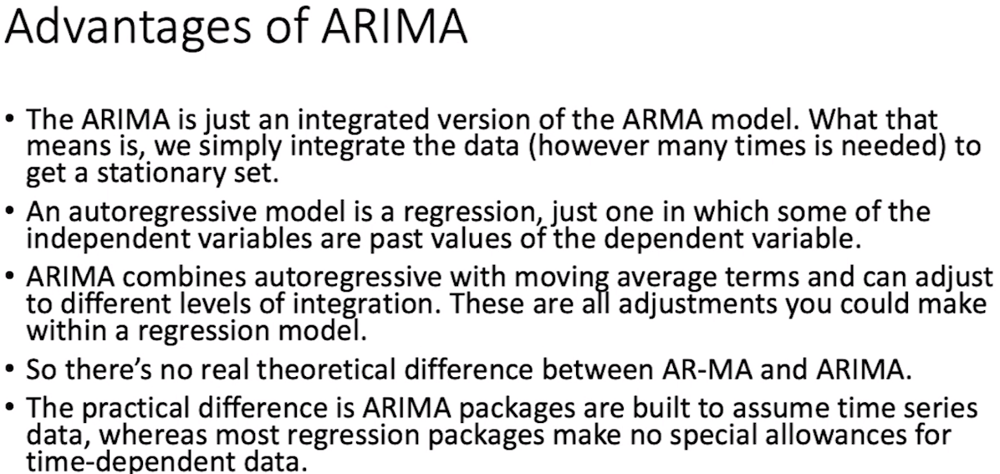 Advantages of ARIMA
• The ARIMA is just an integrated version of the ARMA model. What that
means is, we simply integrate the data (however many times is needed) to
get a stationary set.
• An autoregressive model is a regression, just one in which some of the
independent variables are past values of the dependent variable.
• ARIMA combines autoregressive with moving average terms and can adjust
to different levels of integration. These are all adjustments you could make
within a regression model.
• So there’s no real theoretical difference between AR-MA and ARIMA.
• The practical difference is ARIMA packages are built to assume time series
data, whereas most regression packages make no special allowances for
time-dependent data.